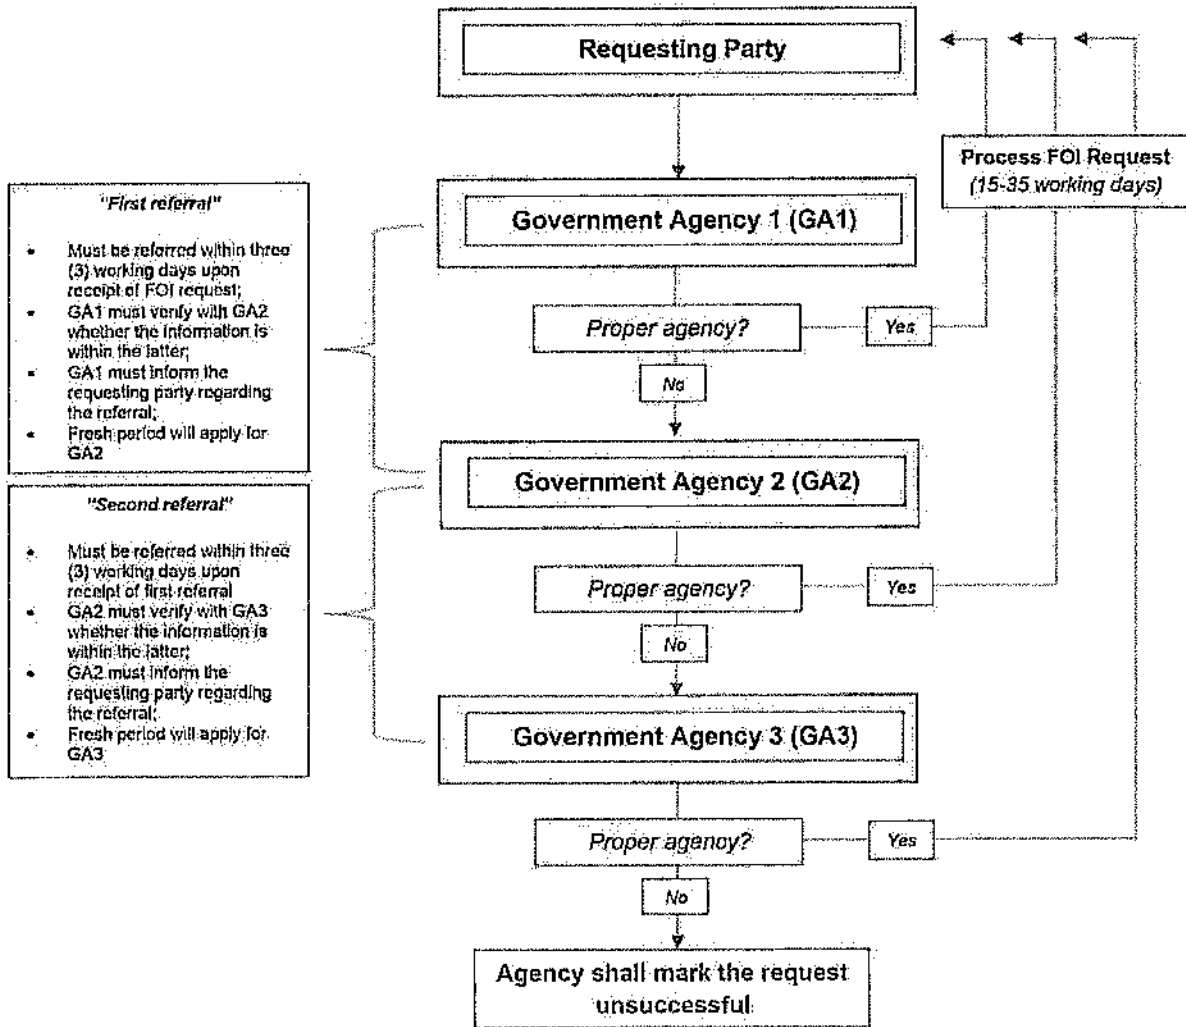 Requesting Party
Process FOI Request
(15-35 working days)
"First referral"
• Must be referred within three
(3) working days upon
receipt of FOI request;
• GA1 must verify with GA2
whether the information is
within the latter;
• GA1 must inform the
requesting party regarding
the referral;
• Fresh period will apply for
GA2
Government Agency 1 (GA1)
Proper agency?
Yes
No
Government Agency 2 (GA2)
"Second referral"
• Must be referred within three
(3) working days upon
receipt of first referral
• GA2 must verify with GA3
whether the information is
within the latter;
• GA2 must inform the
requesting party regarding
the referral;
• Fresh period will apply for
GA3
Proper agency?
Yes
No
Government Agency 3 (GA3)
Proper agency?
Yes
No
Agency shall mark the request
unsuccessful